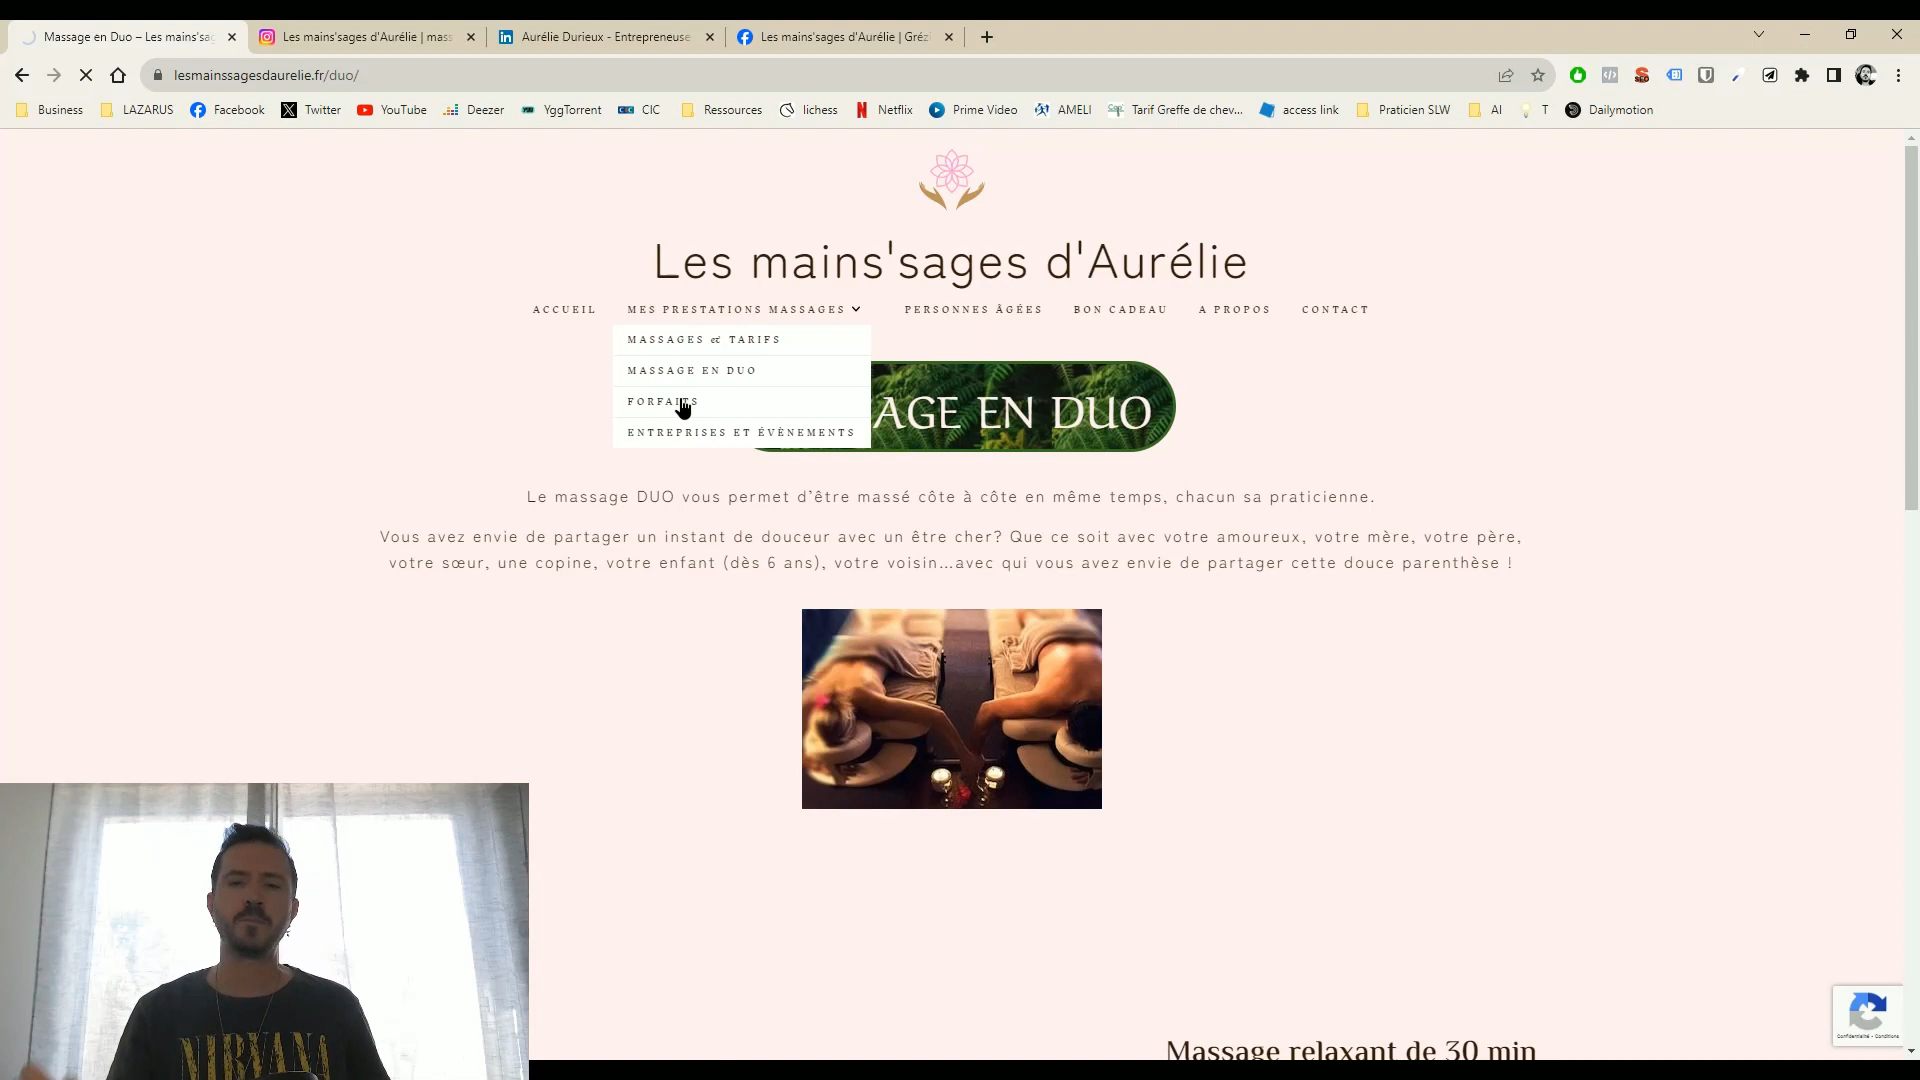 Massage en Duo – Les mains'sag
Les mains'sages d'Aurélie | mass
Aurélie Durieux - Entrepreneuse
Les mains'sages d'Aurélie | Gréz
lesmainssagesdaurelie.fr/duo/
Business LAZARUS Facebook Twitter YouTube Deezer YggTorrent CIC Ressources lichess Netflix Prime Video AMELI Tarif Greffe de chev... access link Praticien SLW AI T Dailymotion
Les mains'sages d'Aurélie
ACCUEIL MES PRESTATIONS MASSAGES PERSONNES ÂGÉES BON CADEAU A PROPOS CONTACT
MASSAGES & TARIFS
MASSAGE EN DUO
FORFAITS
ENTREPRISES ET ÉVÈNEMENTS
AGE EN DUO
Le massage DUO vous permet d'être massé côte à côte en même temps, chacun sa praticienne.
Vous avez envie de partager un instant de douceur avec un être cher? Que ce soit avec votre amoureux, votre mère, votre père,
votre sœur, une copine, votre enfant (dès 6 ans), votre voisin…avec qui vous avez envie de partager cette douce parenthèse !
Massage relaxant de 30 min
Confidentialité - Conditions
NIRVANA